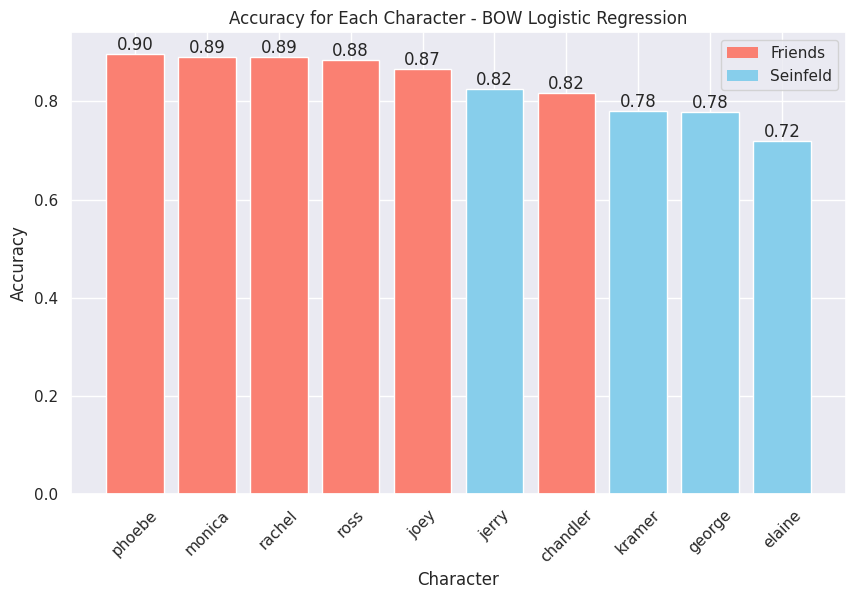 Accuracy for Each Character - BOW Logistic Regression
Friends
Seinfeld
0.90
0.89
0.89
0.88
0.87
0.82
0.82
0.78
0.78
0.72
Accuracy
0.8
0.6
0.4
0.2
0.0
phoebe
monica
rachel
ross
joey
jerry
chandler
kramer
george
elaine
Character